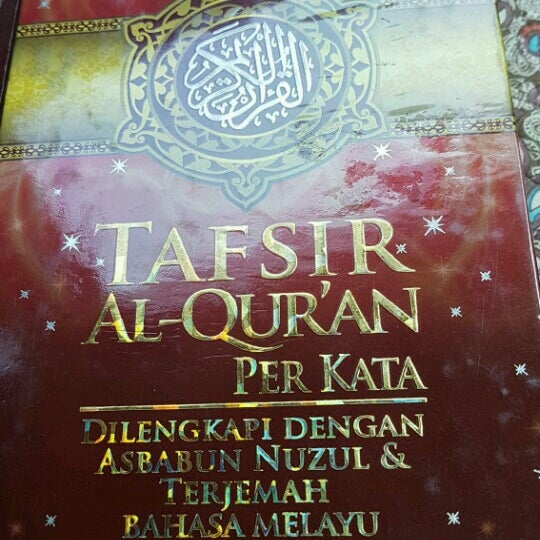 القرآن الكريم
TAFSIR
AL-QUR'AN
PER KATA
DILENGKAPI DENGAN
ASBABUN NUZUL &
TERJEMAH
BAHASA MELAYU